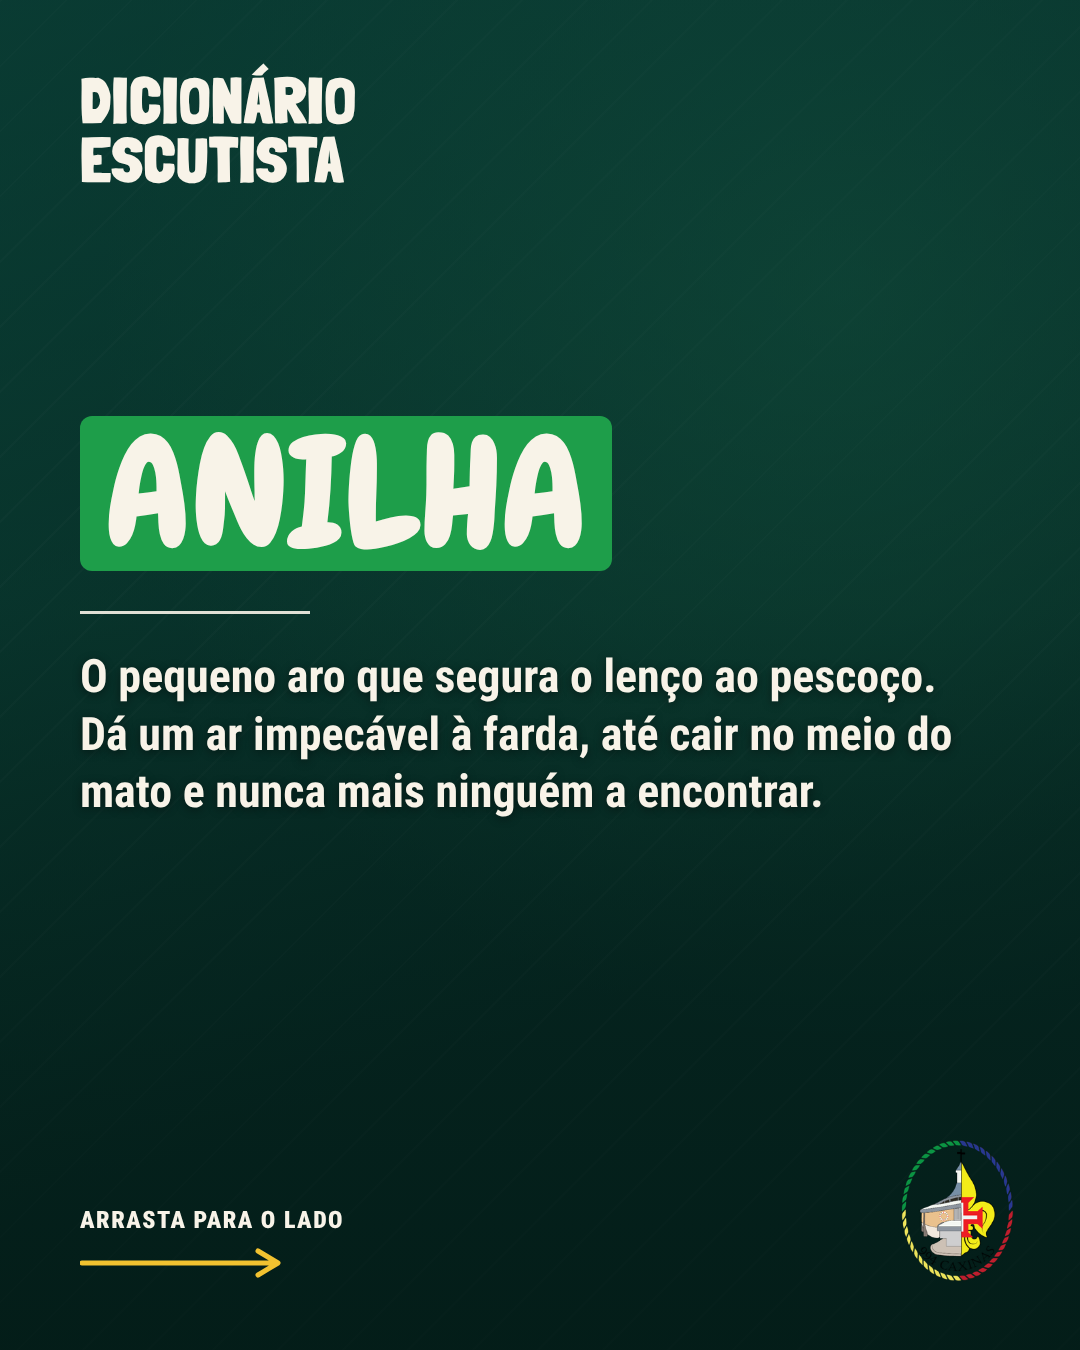 DICIONÁRIO
ESCUTISTA
ANILHA
O pequeno aro que segura o lenço ao pescoço.
Dá um ar impecável à farda, até cair no meio do
mato e nunca mais ninguém a encontrar.
ARRASTA PARA O LADO